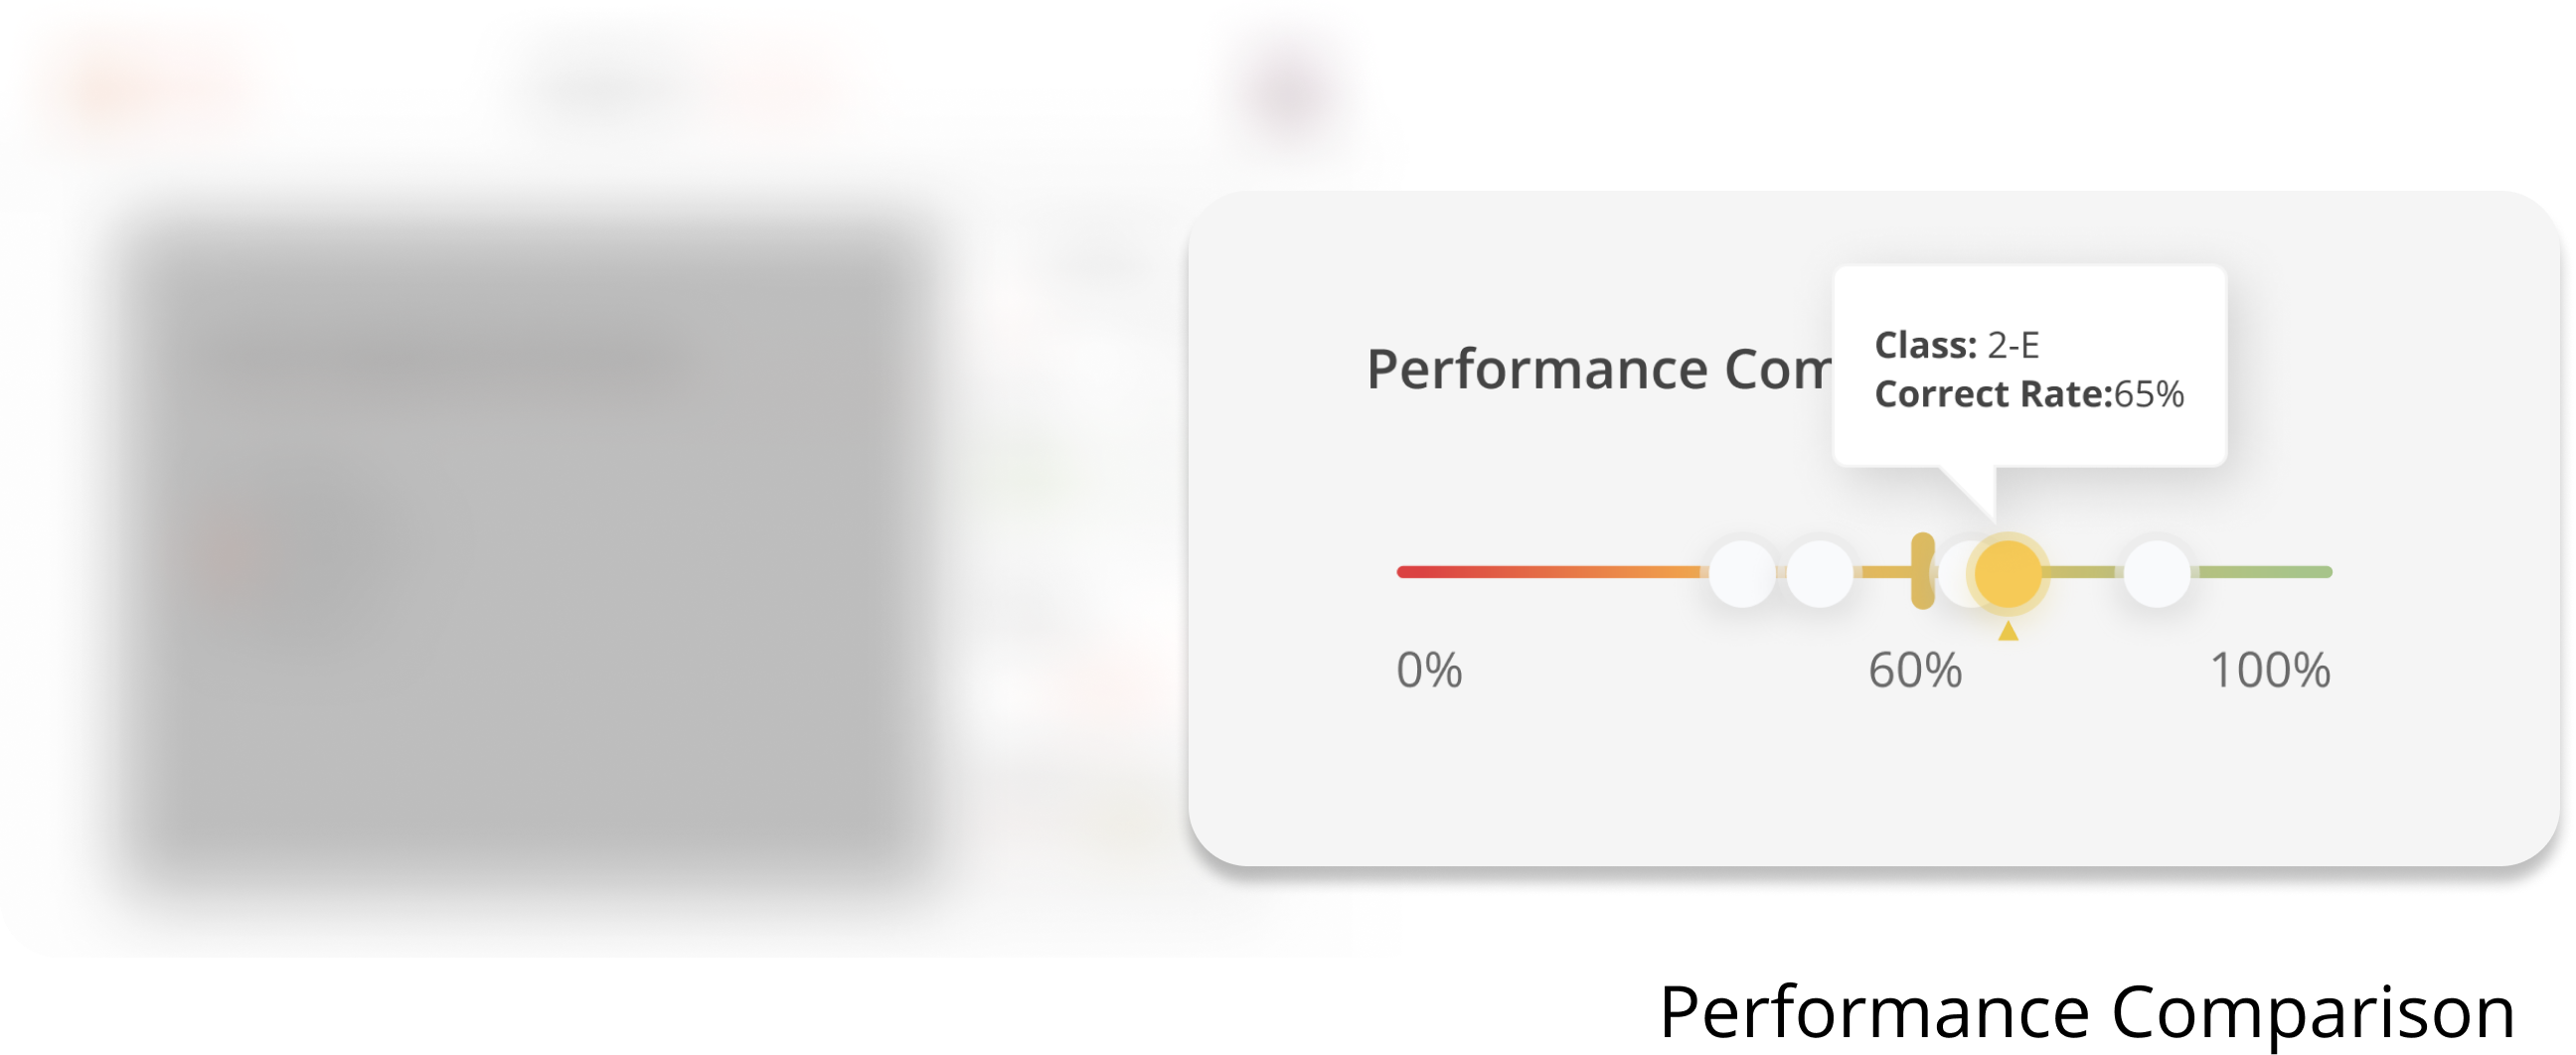 Performance Com
Class: 2-E
Correct Rate:65%
0%
60%
100%
Performance Comparison